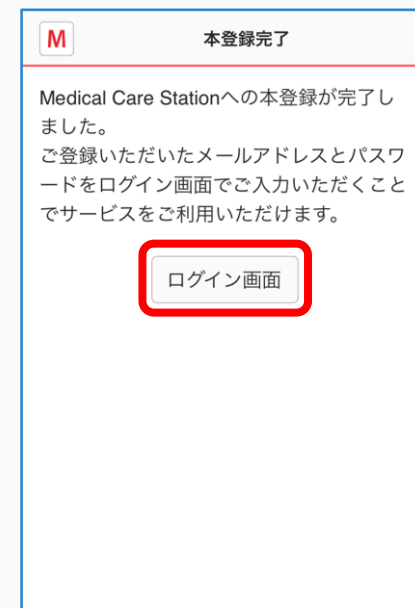 M
本登録完了
Medical Care Stationへの本登録が完了し
ました。
ご登録いただいたメールアドレスとパスワ
ードをログイン画面でご入力いただくこと
でサービスをご利用いただけます。
ログイン画面